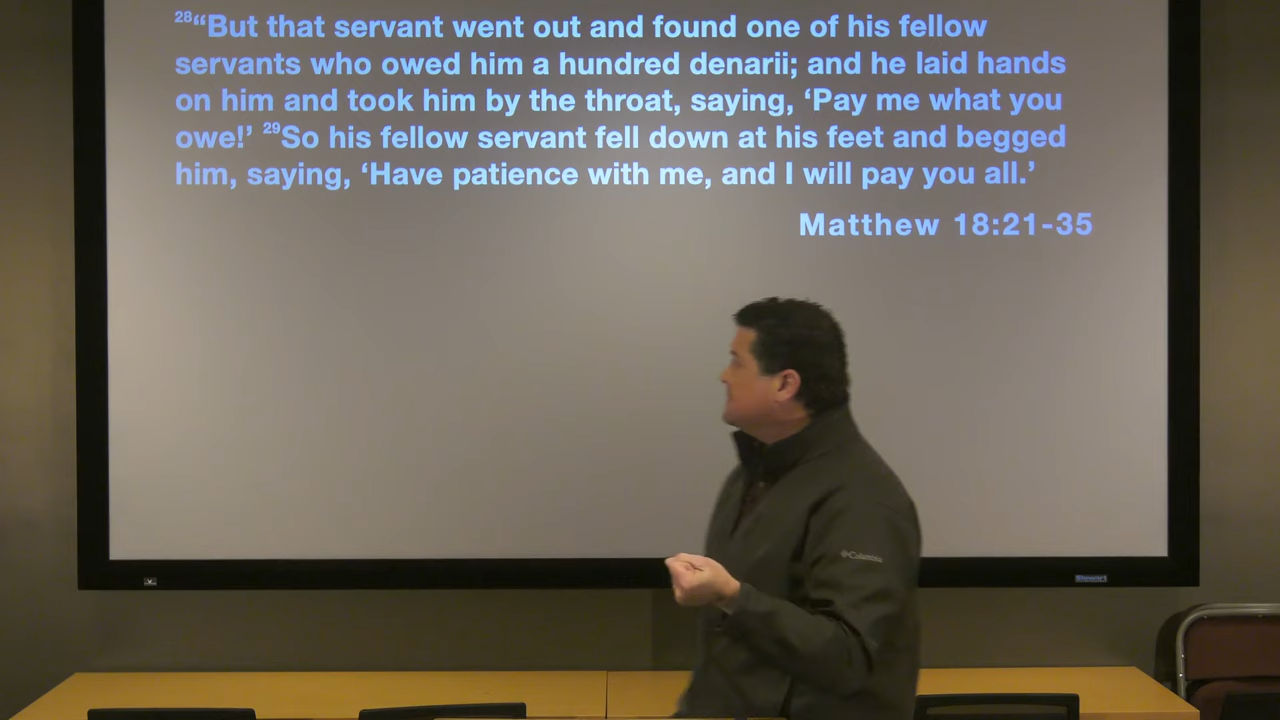 28“But that servant went out and found one of his fellow
servants who owed him a hundred denarii; and he laid hands
on him and took him by the throat, saying, ‘Pay me what you
owe!’ 29So his fellow servant fell down at his feet and begged
him, saying, ‘Have patience with me, and I will pay you all.’
Matthew 18:21-35
Columbia
Stewart